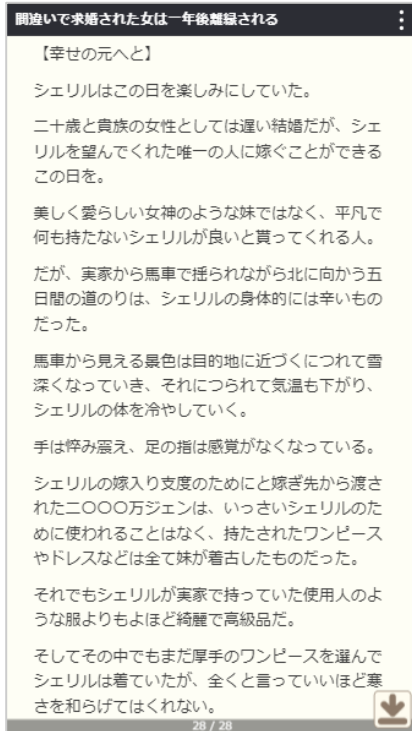 間違いで求婚された女は一年後離縁される
【幸せの元へと】
シェリルはこの日を楽しみにしていた。
二十歳と貴族の女性としては遅い結婚だが、シェ
リルを望んでくれた唯一の人に嫁ぐことができる
この日を。
美しく愛らしい女神のような妹ではなく、平凡で
何も持たないシェリルが良いと貰ってくれる人。
だが、実家から馬車で揺られながら北に向かう五
日間の道のりは、シェリルの身体的には辛いもの
だった。
馬車から見える景色は目的地に近づくにつれて雪
深くなっていき、それにつられて気温も下がり、
シェリルの体を冷やしていく。
手は悴み震え、足の指は感覚がなくなっている。
シェリルの嫁入り支度のためにと嫁ぎ先から渡さ
れた二〇〇〇万ジェンは、いっさいシェリルのた
めに使われることはなく、持たされたワンピース
やドレスなどは全て妹が着古したものだった。
それでもシェリルが実家で持っていた使用人のよ
うな服よりもよほど綺麗で高級品だ。
そしてその中でもまだ厚手のワンピースを選んで
シェリルは着ていたが、全くと言っていいほど寒
さを和らげてはくれない。
28 / 28